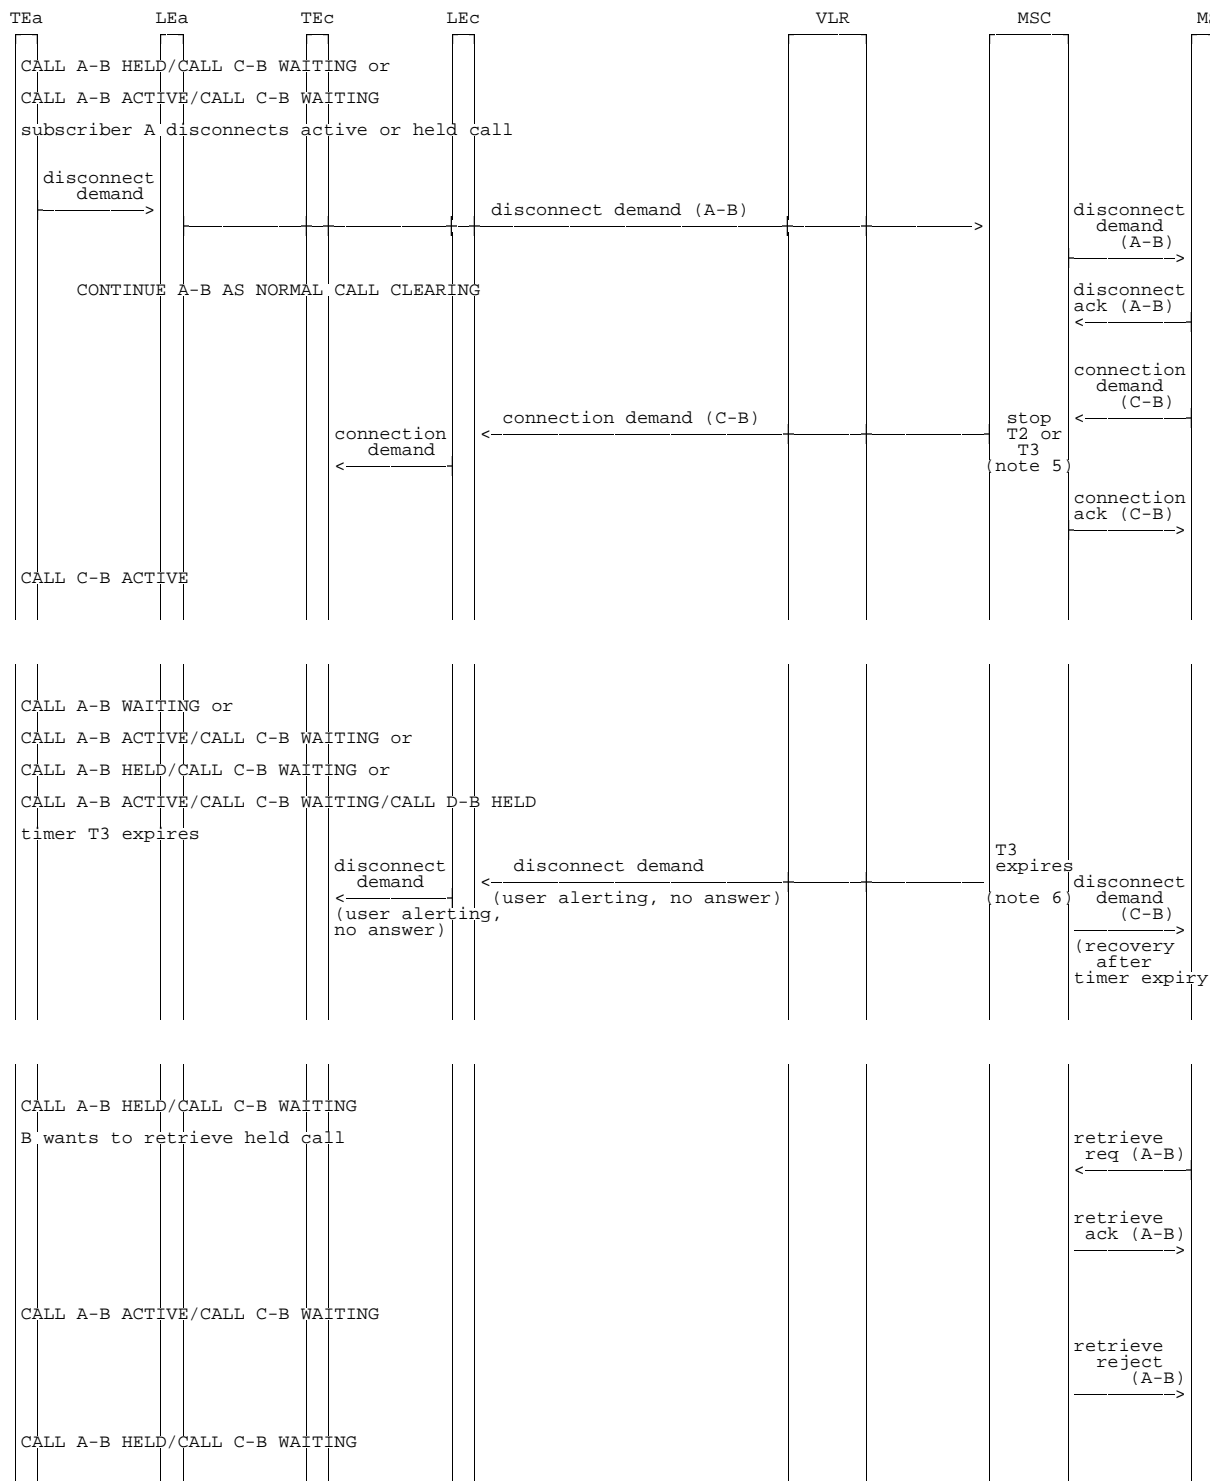 TEa LEa TEc LEc VLR MSC M
CALL A-B HELD/CALL C-B WAITING or
CALL A-B ACTIVE/CALL C-B WAITING
subscriber A disconnects active or held call
disconnect
demand
disconnect demand (A-B)
disconnect
demand
(A-B)
CONTINUE A-B AS NORMAL CALL CLEARING
disconnect
ack (A-B)
connection
demand
(C-B)
connection demand (C-B)
stop
T2 or
T3
(note 5)
connection
demand
connection
ack (C-B)
CALL C-B ACTIVE
CALL A-B WAITING or
CALL A-B ACTIVE/CALL C-B WAITING or
CALL A-B HELD/CALL C-B WAITING or
CALL A-B ACTIVE/CALL C-B WAITING/CALL D-B HELD
timer T3 expires
T3
expires
(note 6)
disconnect
demand
(user alerting,
no answer)
disconnect demand
(user alerting, no answer)
disconnect
demand
(C-B)
(recovery
after
timer expiry
CALL A-B HELD/CALL C-B WAITING
B wants to retrieve held call
retrieve
req (A-B)
retrieve
ack (A-B)
CALL A-B ACTIVE/CALL C-B WAITING
retrieve
reject
(A-B)
CALL A-B HELD/CALL C-B WAITING